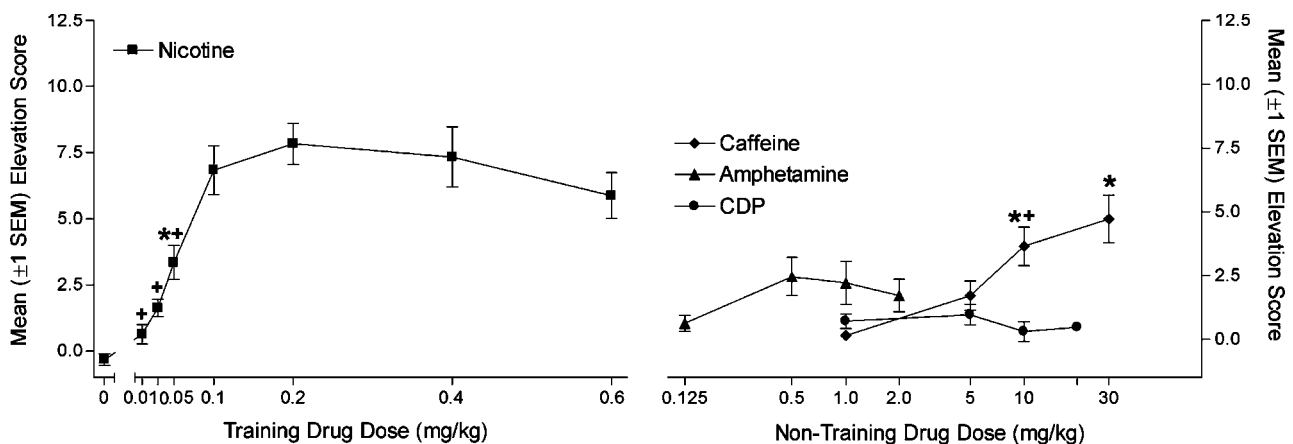 Mean (±1 SEM) Elevation Score
12.5
10.0
7.5
5.0
2.5
0.0
Nicotine
+
+
*+
0 0.01 0.05 0.1 0.2 0.4 0.6
Training Drug Dose (mg/kg)
Caffeine
Amphetamine
CDP
*+
*
0.125 0.5 1.0 2.0 5 10 30
Non-Training Drug Dose (mg/kg)
12.5
10.0
7.5
5.0
2.5
0.0
Mean (±1 SEM) Elevation Score